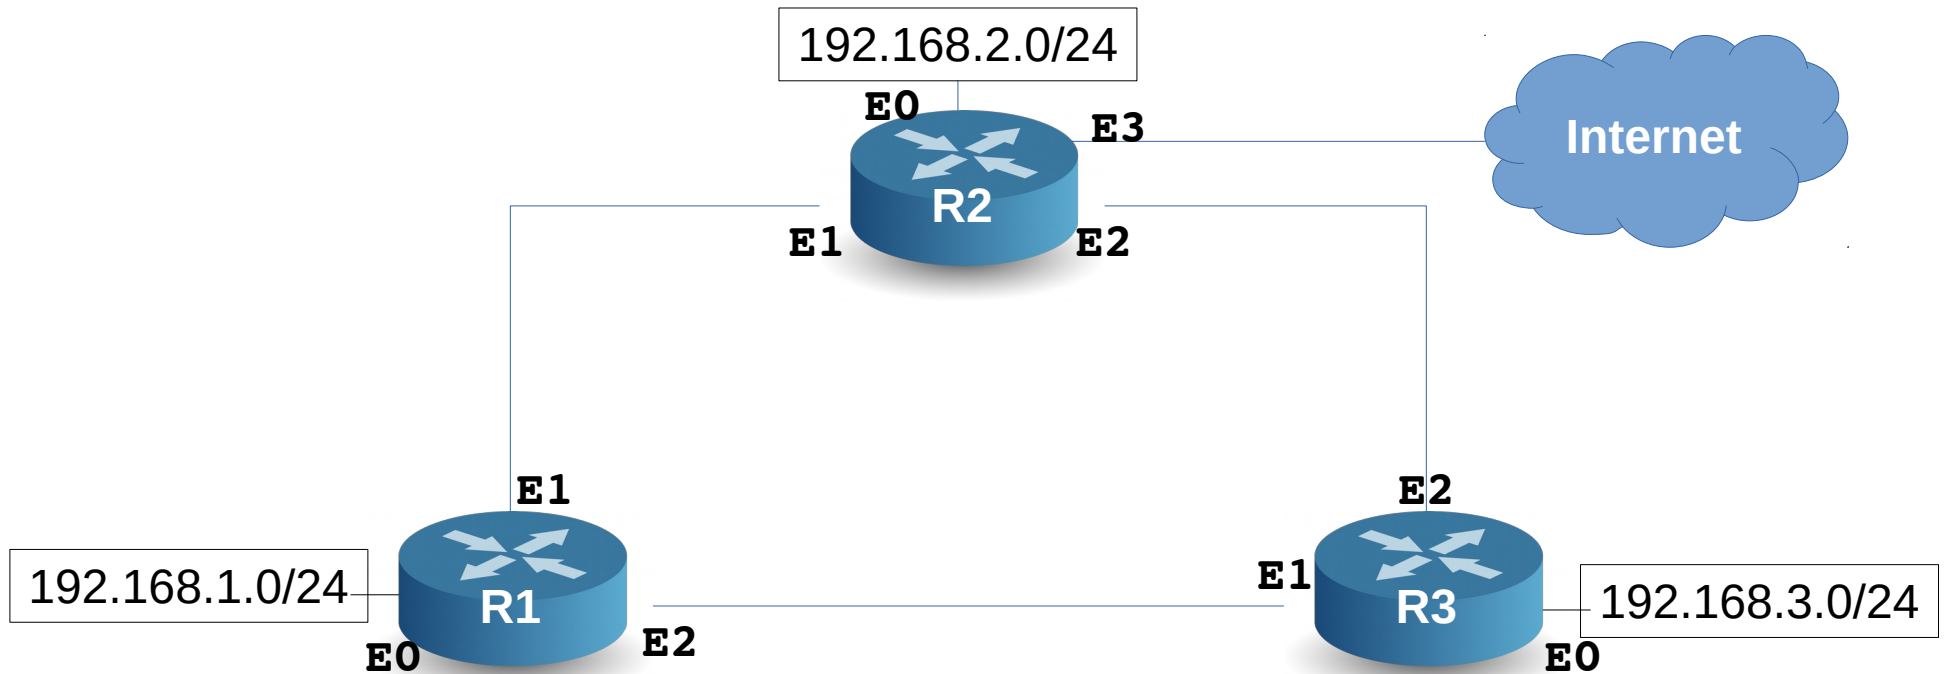 192.168.2.0/24
E0
E3
Internet
R2
E1
E2
E1
E2
192.168.1.0/24
R1
E0
E2
E1
R3
192.168.3.0/24
E0